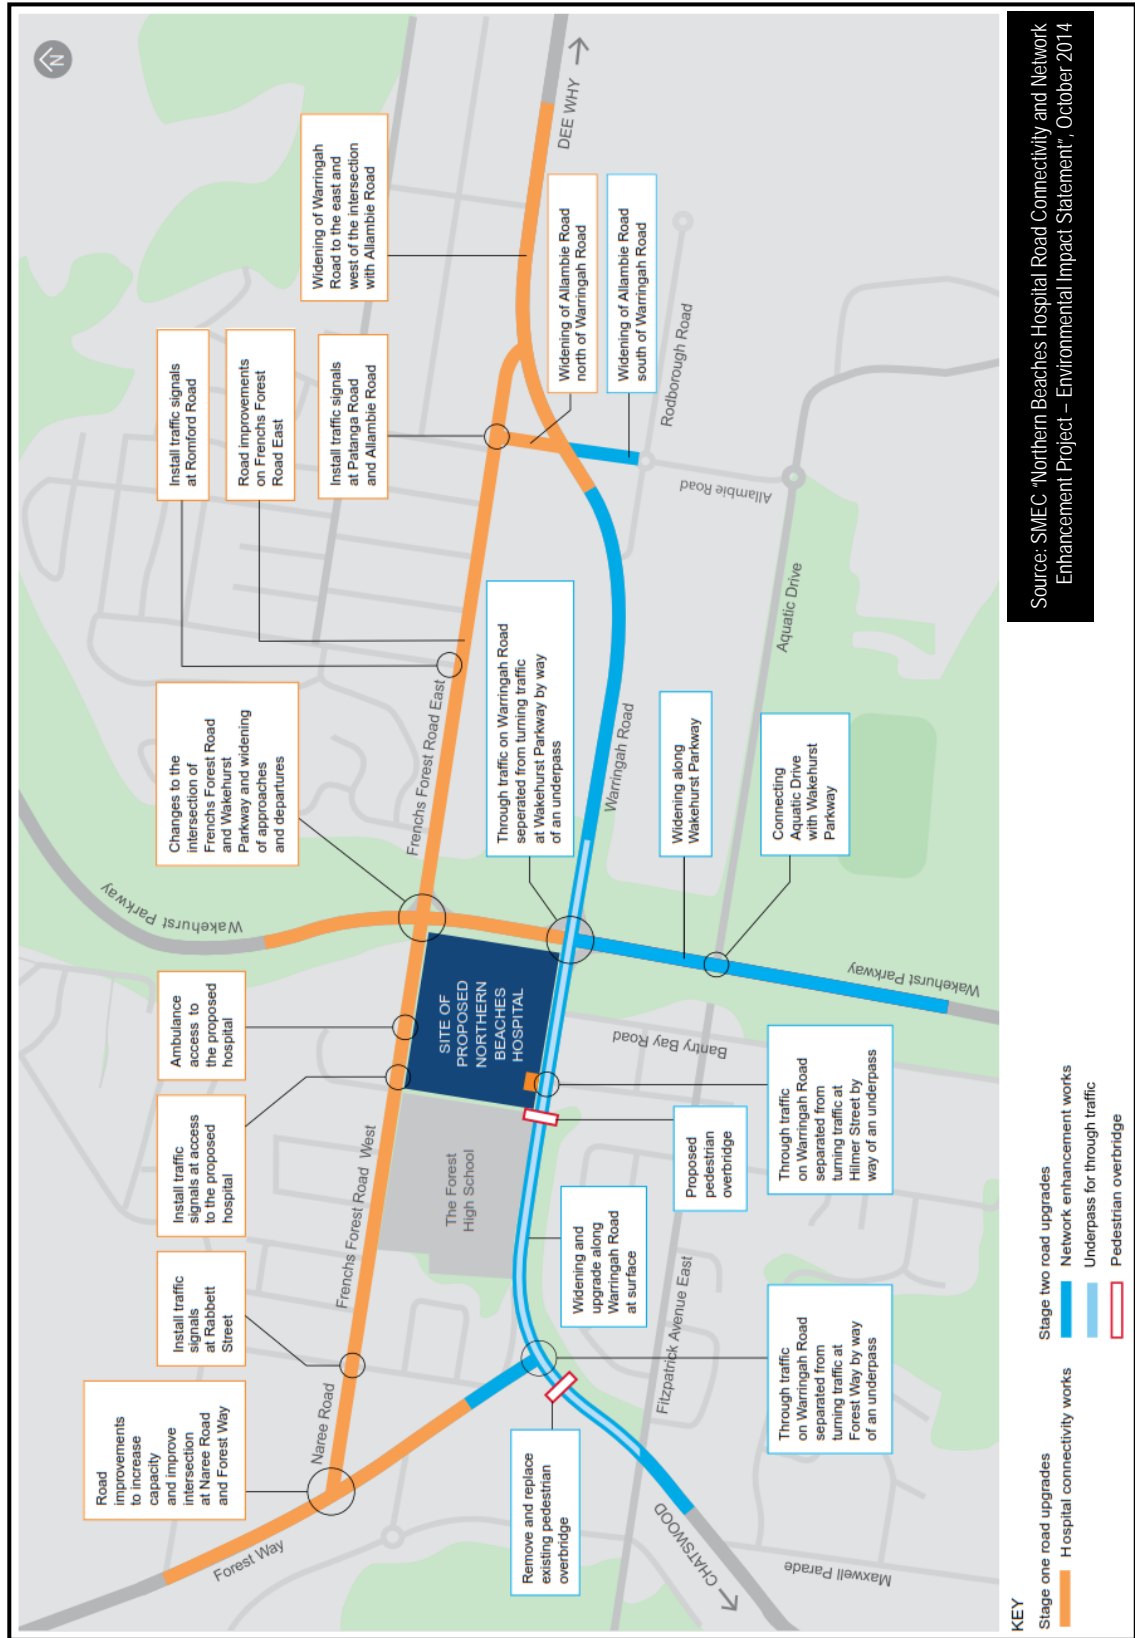 N
Road
improvements
to increase
capacity
and improve
intersection
at Naree Road
and Forest Way
Install traffic
signals
at Rabbett
Street
Install traffic
signals at access
to the proposed
hospital
Ambulance
access to
the proposed
hospital
Changes to the
intersection of
Frenchs Forest Road
and Wakehurst
Parkway and widening
of approaches
and departures
Install traffic signals
at Romford Road
Road improvements
on Frenchs Forest
Road East
Install traffic signals
at Patanga Road
and Allambie Road
Widening of Warringah
Road to the east and
west of the intersection
with Allambie Road
Forest Way
Naree Road
Frenchs Forest Road West
Wakehurst Parkway
Frenchs Forest Road East
DEE WHY
The Forest
High School
SITE OF
PROPOSED
NORTHERN
BEACHES
HOSPITAL
Through traffic on Warringah Road
seperated from turning traffic
at Wakehurst Parkway by way
of an underpass
Widening of Allambie Road
north of Warringah Road
Widening of Allambie Road
south of Warringah Road
Remove and replace
existing pedestrian
overbridge
Widening and
upgrade along
Warringah Road
at surface
Proposed
pedestrian
overbridge
Bantry Bay Road
Warringah Road
Widening along
Wakehurst Parkway
Rodborough Road
Allambie Road
CHATSWOOD
Fitzpatrick Avenue East
Through traffic
on Warringah Road
separated from
turning traffic at
Forest Way by way
of an underpass
Through traffic
on Warringah Road
separated from
turning traffic at
Hilmer Street by
way of an underpass
Connecting
Aquatic Drive
with Wakehurst
Parkway
Aquatic Drive
Maxwell Parade
Wakehurst Parkway
KEY
Stage one road upgrades
Hospital connectivity works
Stage two road upgrades
Network enhancement works
Underpass for through traffic
Pedestrian overbridge
Source: SMEC "Northern Beaches Hospital Road Connectivity and Network
Enhancement Project – Environmental Impact Statement", October 2014